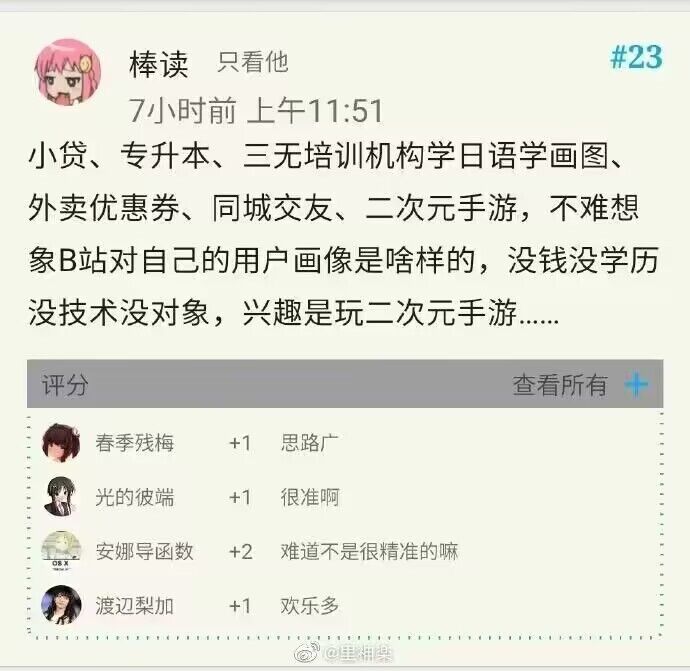 棒读 只看他 #23
7小时前 上午11:51
小贷、专升本、三无培训机构学日语学画图、
外卖优惠券、同城交友、二次元手游，不难想
象B站对自己的用户画像是啥样的，没钱没学历
没技术没对象，兴趣是玩二次元手游……
评分 查看所有 +
春季残梅 +1 思路广
光的彼端 +1 很准啊
安娜导函数 +2 难道不是很精准的嘛
OS X
渡辺梨加 +1 欢乐多